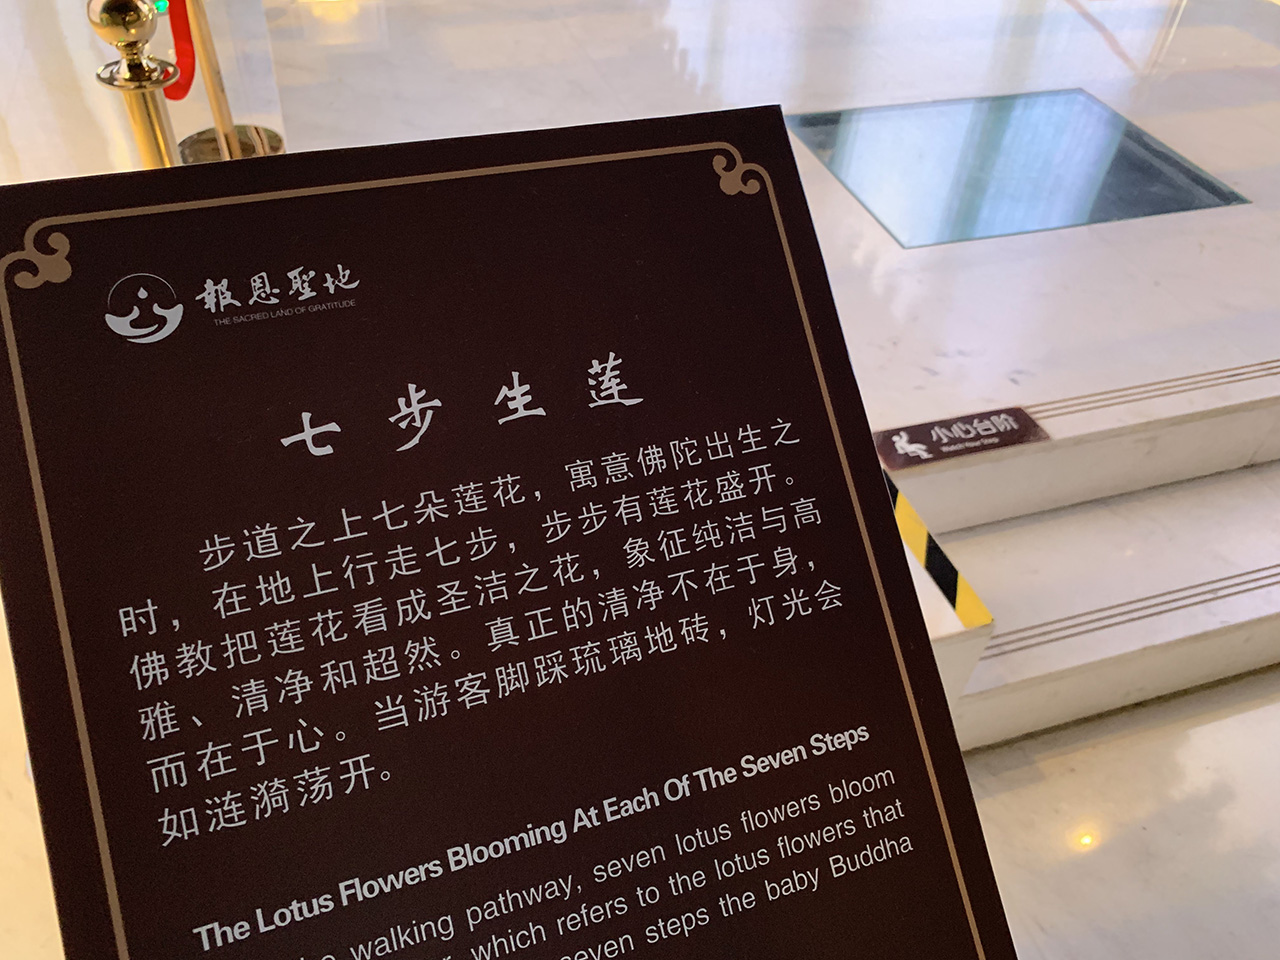 報恩聖地
THE SACRED LAND OF GRATITUDE
七步生莲
步道之上七朵莲花，寓意佛陀出生之
时，在地上行走七步，步步有莲花盛开。
佛教把莲花看成圣洁之花，象征纯洁与高
雅、清净和超然。真正的清净不在于身，
而在于心。当游客脚踩琉璃地砖，灯光会
如涟漪荡开。
The Lotus Flowers Blooming At Each Of The Seven Steps
walking pathway, seven lotus flowers bloom
which refers to the lotus flowers that
seven steps the baby Buddha
小心台阶
Watch Your Step